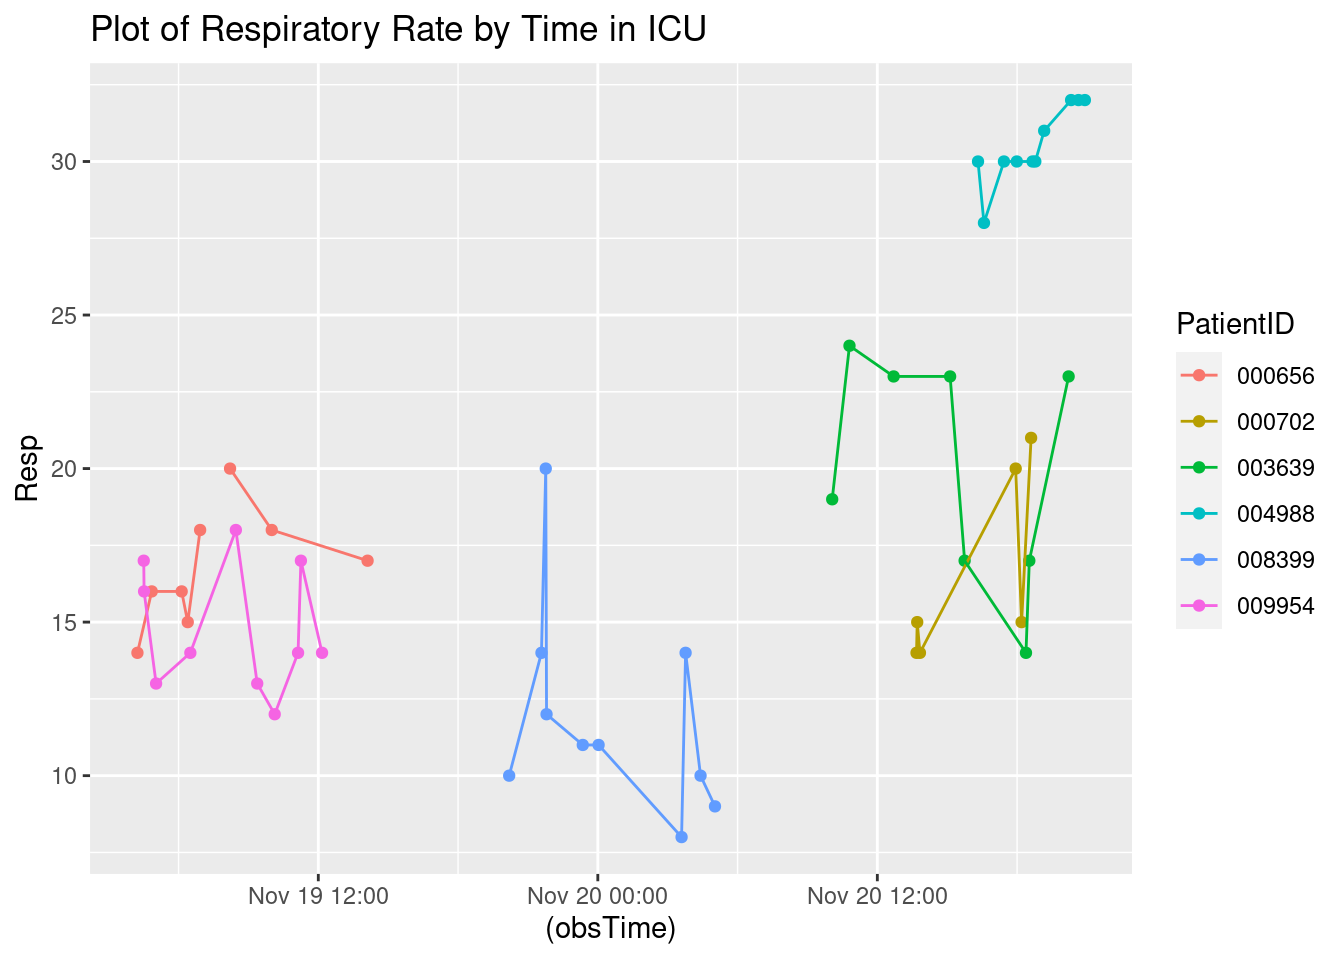 Plot of Respiratory Rate by Time in ICU
Resp
30
25
20
15
10
Nov 19 12:00
Nov 20 00:00
Nov 20 12:00
(obsTime)
PatientID
000656
000702
003639
004988
008399
009954